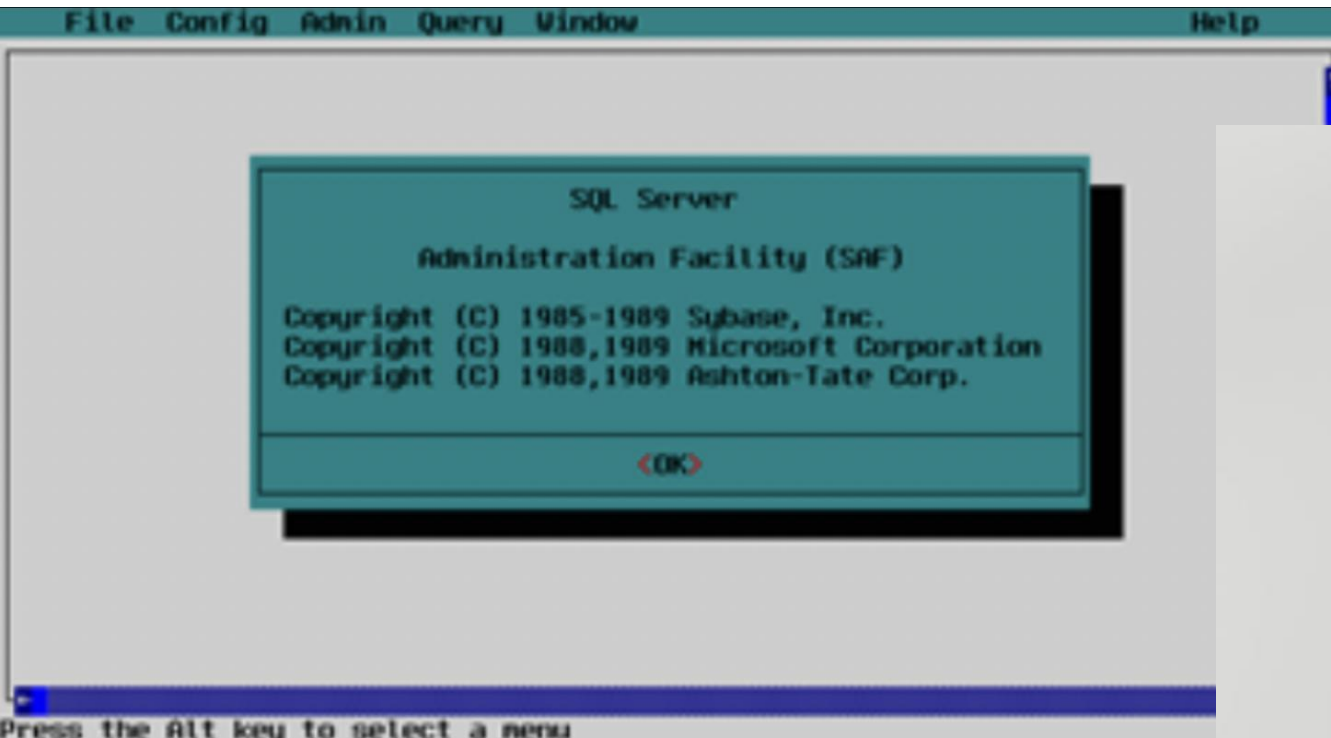 File Config Admin Query Window Help
SQL Server
Administration Facility (SAF)
Copyright (C) 1985-1989 Sybase, Inc.
Copyright (C) 1988,1989 Microsoft Corporation
Copyright (C) 1988,1989 Ashton-Tate Corp.
<OK>
Press the Alt key to select a menu